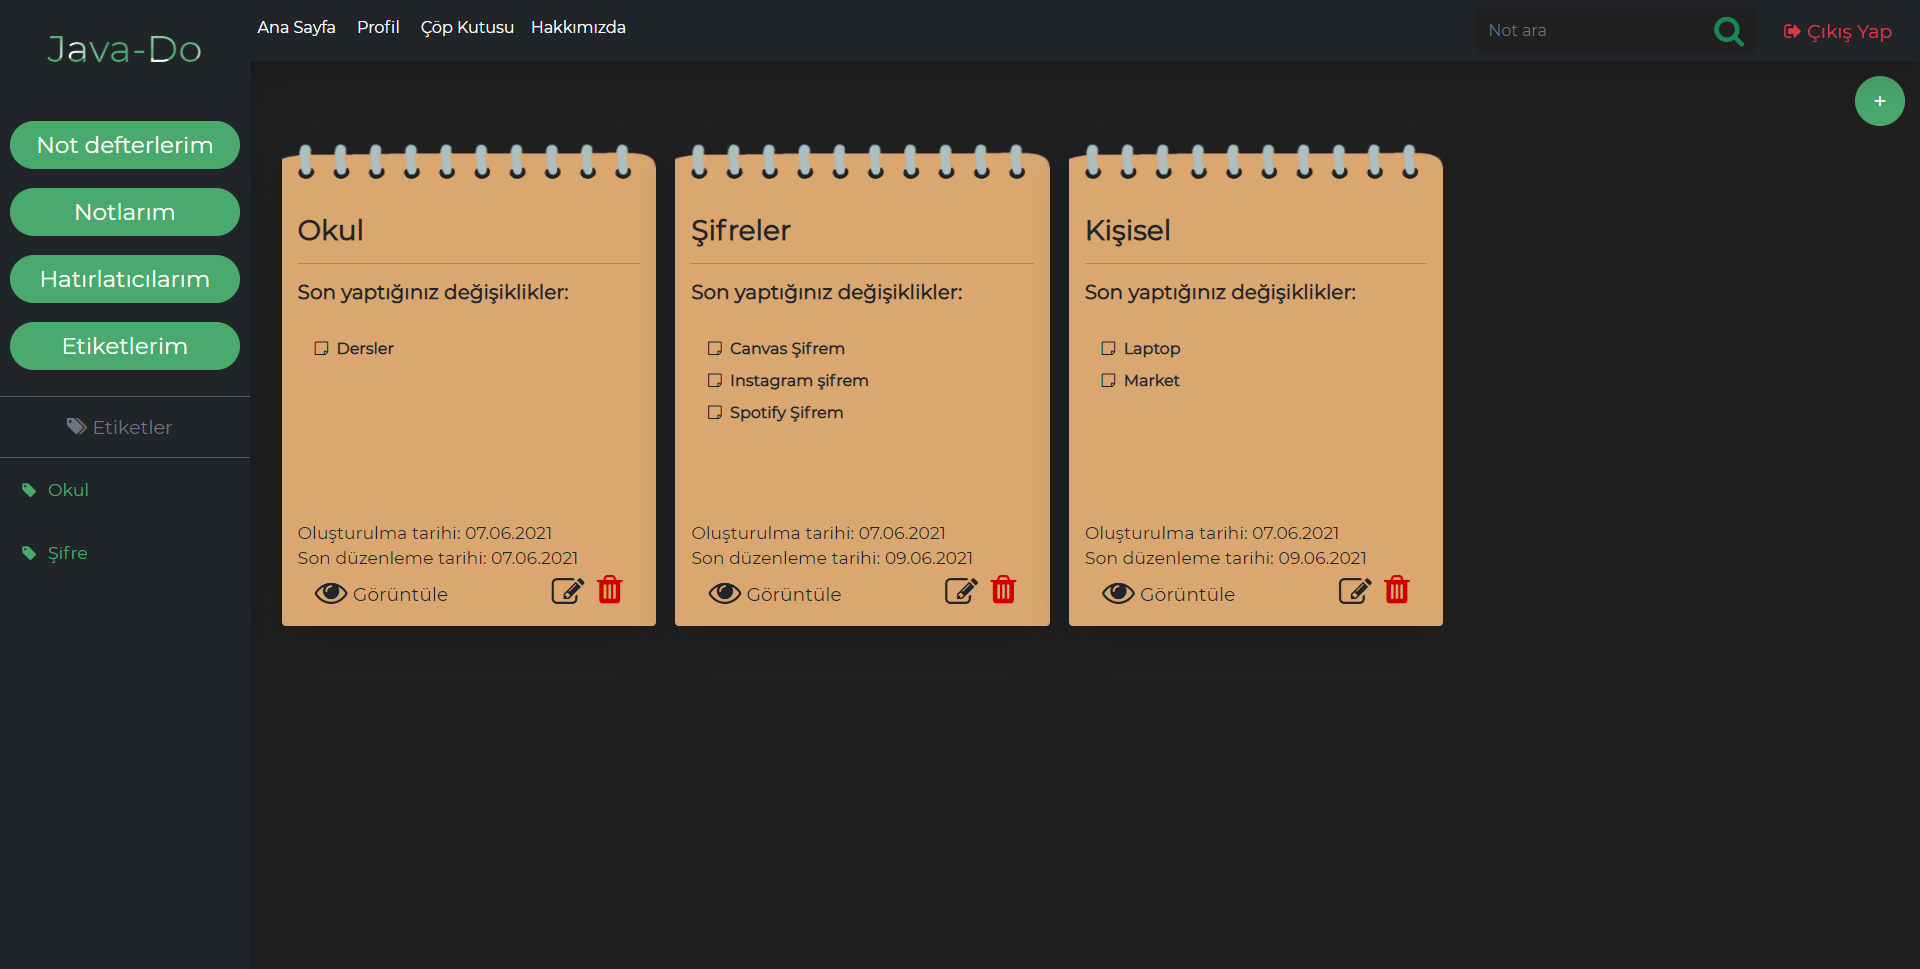 Java-Do
Ana Sayfa Profil Çöp Kutusu Hakkımızda
Not ara
Çıkış Yap
+
Not defterlerim
Notlarım
Hatırlatıcılarım
Etiketlerim
Etiketler
Okul
Şifre
Okul
Son yaptığınız değişiklikler:
Dersler
Oluşturulma tarihi: 07.06.2021
Son düzenleme tarihi: 07.06.2021
Görüntüle
Şifreler
Son yaptığınız değişiklikler:
Canvas Şifrem
Instagram şifrem
Spotify Şifrem
Oluşturulma tarihi: 07.06.2021
Son düzenleme tarihi: 09.06.2021
Görüntüle
Kişisel
Son yaptığınız değişiklikler:
Laptop
Market
Oluşturulma tarihi: 07.06.2021
Son düzenleme tarihi: 09.06.2021
Görüntüle